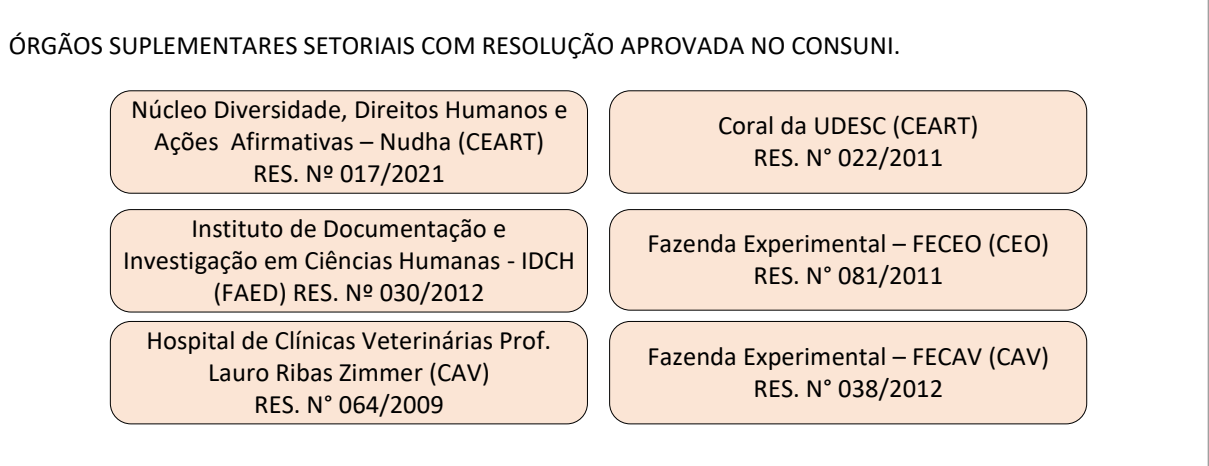 ÓRGÃOS SUPLEMENTARES SETORIAIS COM RESOLUÇÃO APROVADA NO CONSUNI.
Núcleo Diversidade, Direitos Humanos e
Ações  Afirmativas – Nudha (CEART)
RES. Nº 017/2021
Coral da UDESC (CEART)
RES. N° 022/2011
Instituto de Documentação e
Investigação em Ciências Humanas - IDCH
(FAED) RES. Nº 030/2012
Fazenda Experimental – FECEO (CEO)
RES. N° 081/2011
Hospital de Clínicas Veterinárias Prof.
Lauro Ribas Zimmer (CAV)
RES. N° 064/2009
Fazenda Experimental – FECAV (CAV)
RES. N° 038/2012